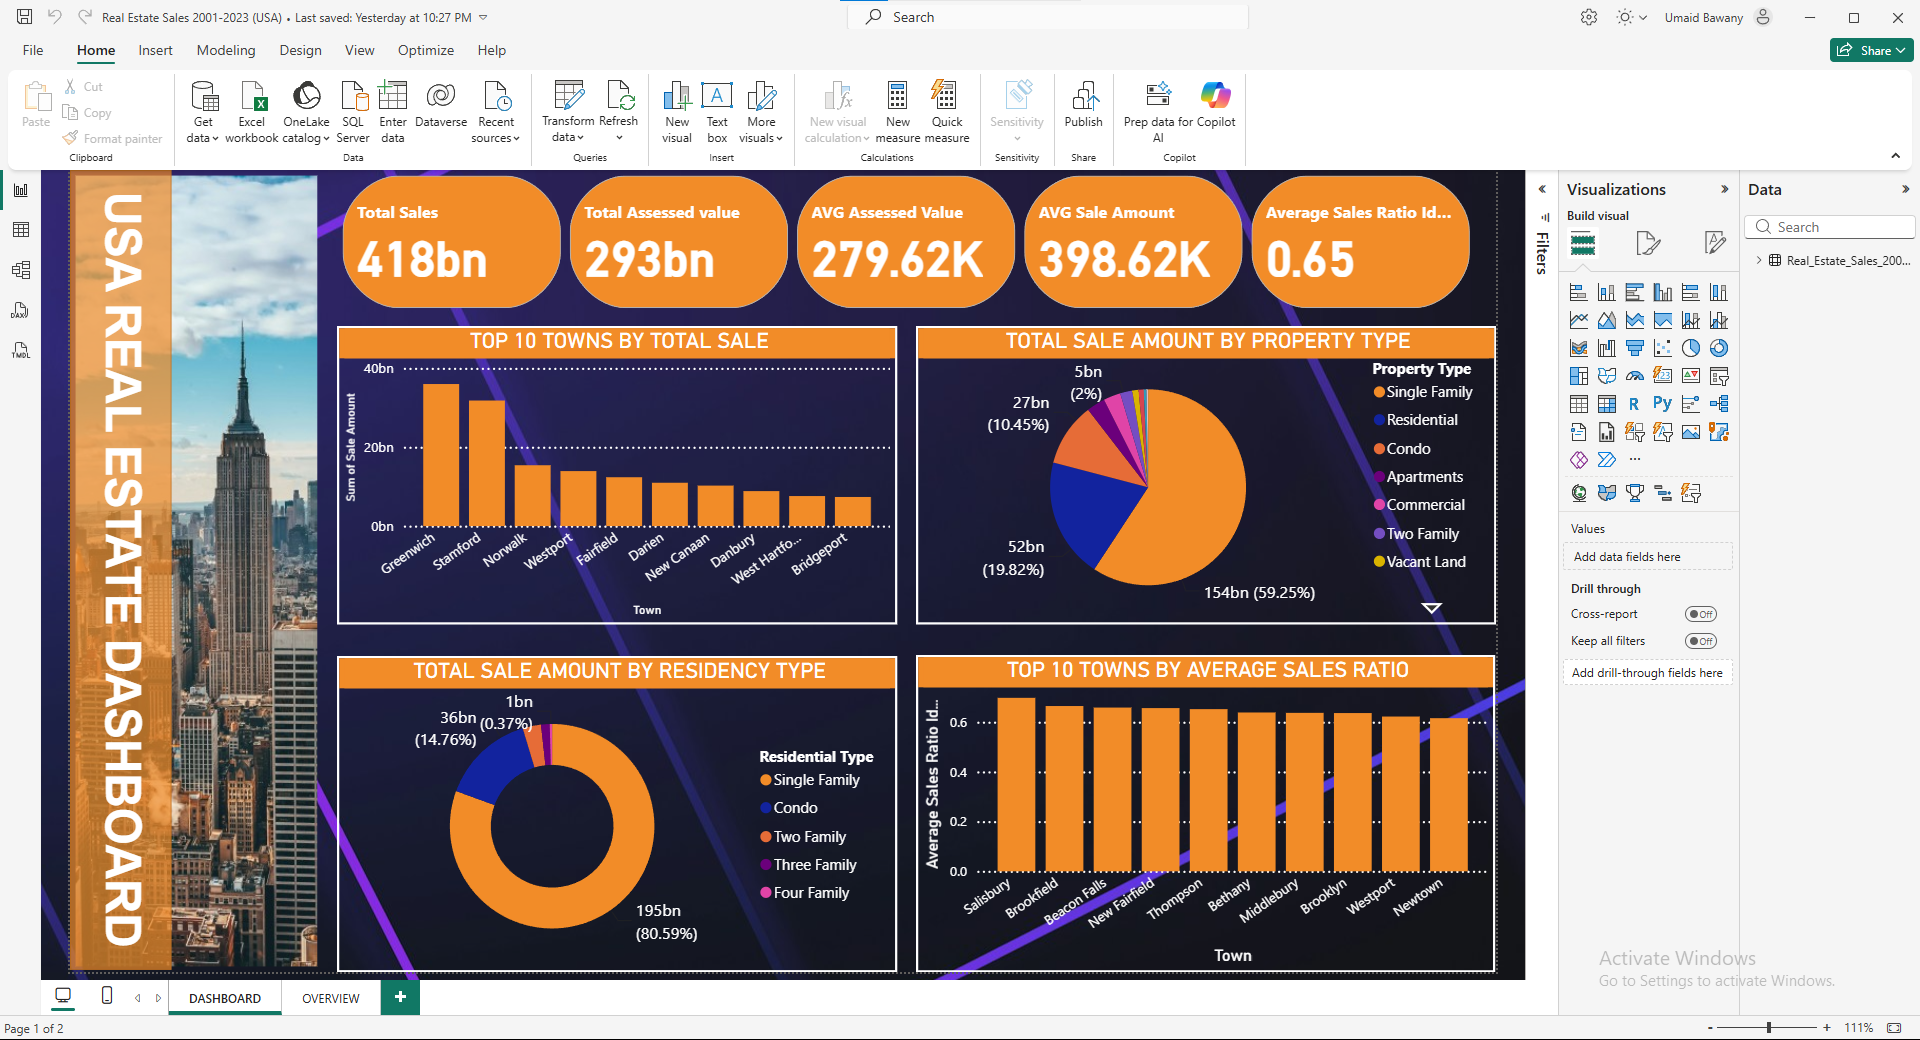 Real Estate Sales 2001-2023 (USA) • Last saved: Yesterday at 10:27 PM
Search
Umaid Bawany
File
Home
Insert
Modeling
Design
View
Optimize
Help
Share
Paste
Cut
Copy
Format painter
Clipboard
Get data
Excel workbook
OneLake catalog
SQL Server
Enter data
Dataverse
Recent sources
Data
Transform data
Refresh
Queries
New visual
Text box
More visuals
Insert
New visual calculation
New measure
Quick measure
Calculations
Sensitivity
Sensitivity
Publish
Share
Prep data for AI
Copilot
Copilot
USA REAL ESTATE DASHBOARD
Total Sales
418bn
Total Assessed value
293bn
AVG Assessed Value
279.62K
AVG Sale Amount
398.62K
Average Sales Ratio Id...
0.65
TOP 10 TOWNS BY TOTAL SALE
Sum of Sale Amount
40bn
20bn
0bn
Greenwich
Stamford
Norwalk
Westport
Fairfield
Darien
New Canaan
Danbury
West Hartfo...
Bridgeport
Town
TOTAL SALE AMOUNT BY PROPERTY TYPE
5bn
(2%)
27bn
(10.45%)
52bn
(19.82%)
154bn (59.25%)
Property Type
Single Family
Residential
Condo
Apartments
Commercial
Two Family
Vacant Land
TOTAL SALE AMOUNT BY RESIDENCY TYPE
1bn
(0.37%)
36bn
(14.76%)
195bn
(80.59%)
Residential Type
Single Family
Condo
Two Family
Three Family
Four Family
TOP 10 TOWNS BY AVERAGE SALES RATIO
Average Sales Ratio Id...
0.6
0.4
0.2
0.0
Salisbury
Brookfield
Beacon Falls
New Fairfield
Thompson
Bethany
Middlebury
Brooklyn
Westport
Newtown
Town
Filters
Visualizations
Build visual
Values
Add data fields here
Drill through
Cross-report
Off
Keep all filters
Off
Add drill-through fields here
Data
Search
Real_Estate_Sales_200...
DAX
TMDL
123
R
Py
Activate Windows
Go to Settings to activate Windows.
DASHBOARD
OVERVIEW
+
Page 1 of 2
- + 111%